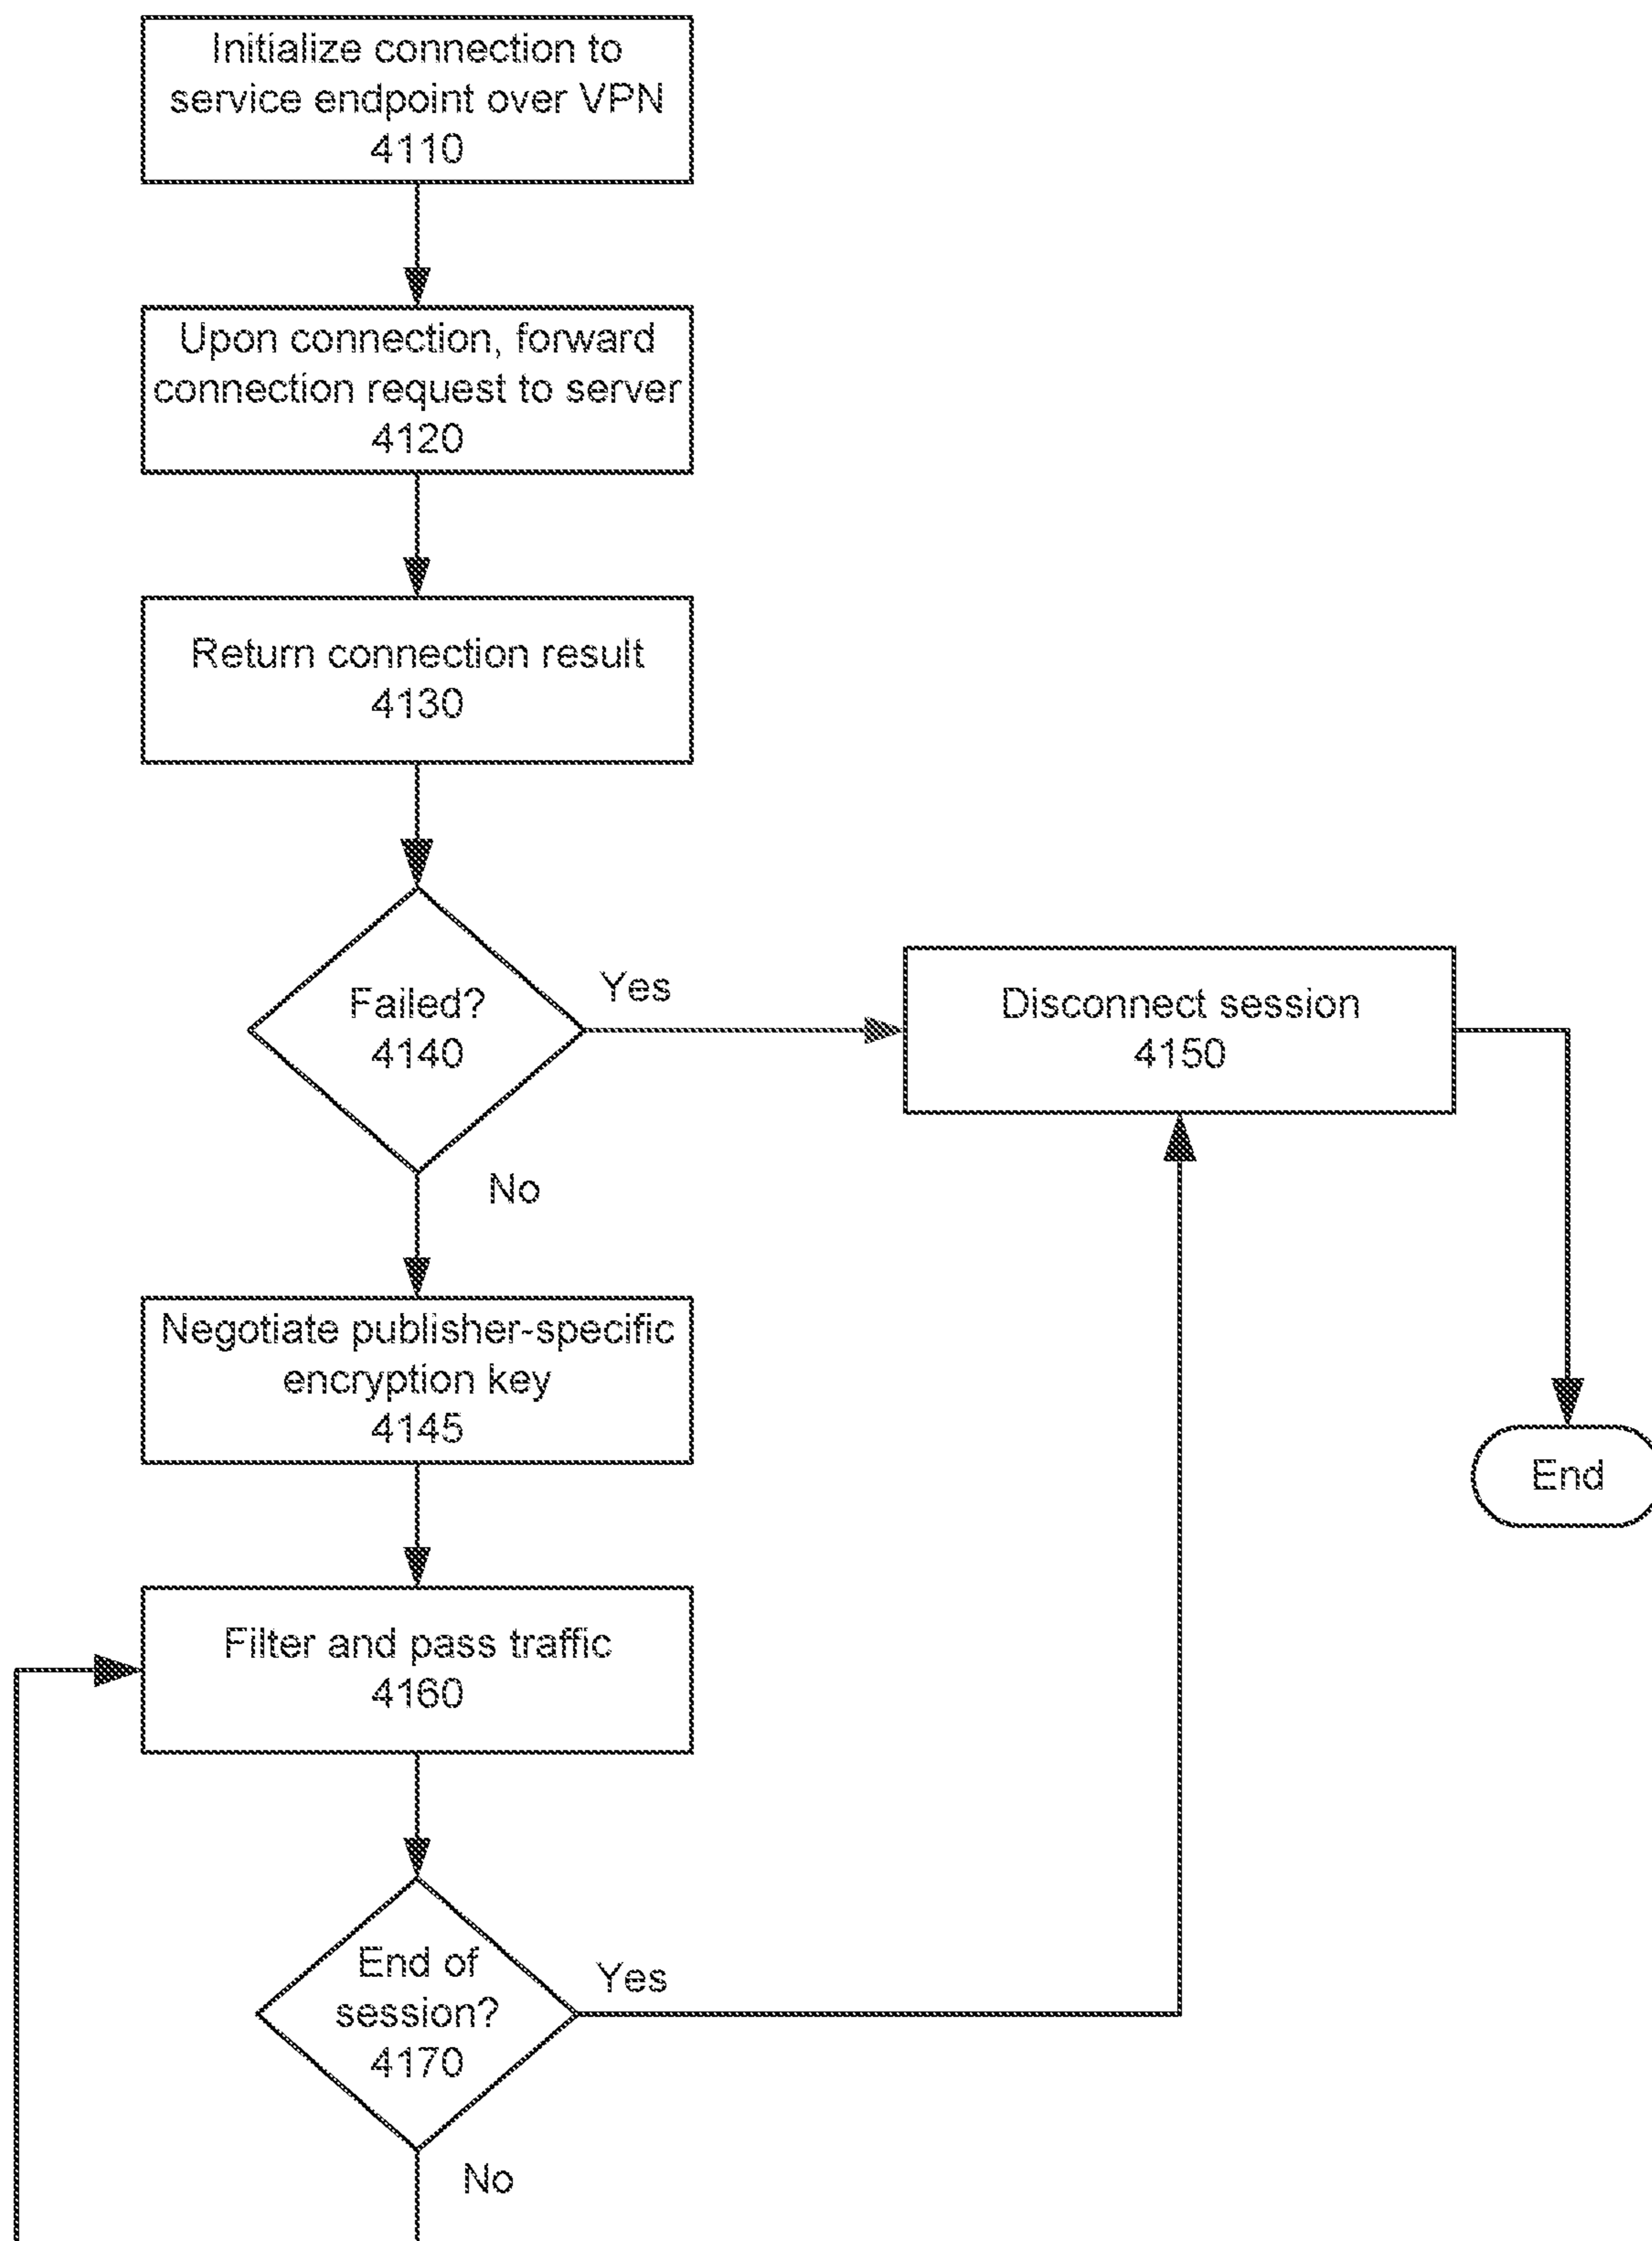 Initialize connection to
service endpoint over VPN
4110
Upon connection, forward
connection request to server
4120
Return connection result
4130
Failed?
4140
Yes
Disconnect session
4150
No
Negotiate publisher-specific
encryption key
4145
End
Filter and pass traffic
4160
End of
session?
4170
Yes
No